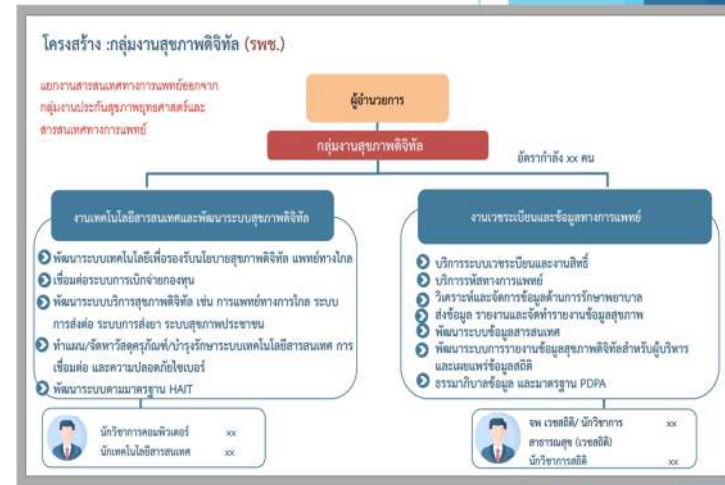 โครงสร้าง :กลุ่มงานสุขภาพดิจิทัล (รพช.)
แยกงานสารสนเทศทางการแพทย์ออกจาก
กลุ่มงานประกันสุขภาพยุทธศาสตร์และ
สารสนเทศทางการแพทย์
ผู้อำนวยการ
กลุ่มงานสุขภาพดิจิทัล
อัตรากำลัง xx คน
งานเทคโนโลยีสารสนเทศและพัฒนาระบบสุขภาพดิจิทัล
พัฒนาระบบเทคโนโลยีเพื่อรองรับนโยบายสุขภาพดิจิทัล แพทย์ทางไกล
เชื่อมต่อระบบการเบิกจ่ายกองทุน
พัฒนาระบบบริการสุขภาพดิจิทัล เช่น การแพทย์ทางการไกล ระบบ
การส่งต่อ ระบบการส่งยา ระบบสุขภาพประชาชน
ทำแผน/จัดหาวัสดุครุภัณฑ์/บำรุงรักษาระบบเทคโนโลยีสารสนเทศ การ
เชื่อมต่อ และความปลอดภัยไซเบอร์
พัฒนาระบบตามมาตรฐาน HAIT
นักวิชาการคอมพิวเตอร์ xx
นักเทคโนโลยีสารสนเทศ xx
งานเวชระเบียนและข้อมูลทางการแพทย์
บริการระบบเวชระเบียนและงานสิทธิ์
บริการรหัสทางการแพทย์
วิเคราะห์และจัดการข้อมูลด้านการรักษาพยาบาล
ส่งข้อมูล รายงานและจัดทำรายงานข้อมูลสุขภาพ
พัฒนาระบบข้อมูลสารสนเทศ
พัฒนาระบบการรายงานข้อมูลสุขภาพดิจิทัลสำหรับผู้บริหาร
และเผยแพร่ข้อมูลสถิติ
ธรรมาภิบาลข้อมูล และมาตรฐาน PDPA
จพ เวชสถิติ/ นักวิชาการ xx
สาธารณสุข (เวชสถิติ)
นักวิชาการสถิติ xx